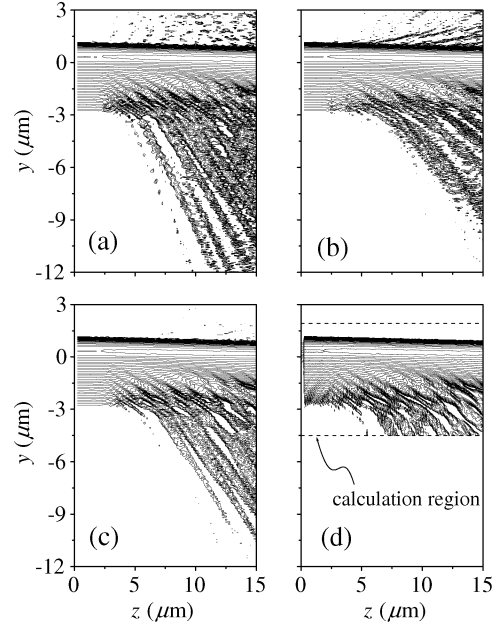 3
0
-3
-6
-9
-12
y (μm)
(a)
(b)
3
0
-3
-6
-9
-12
y (μm)
(c)
calculation region
(d)
0 5 10 15
0 5 10 15
z (μm)
z (μm)